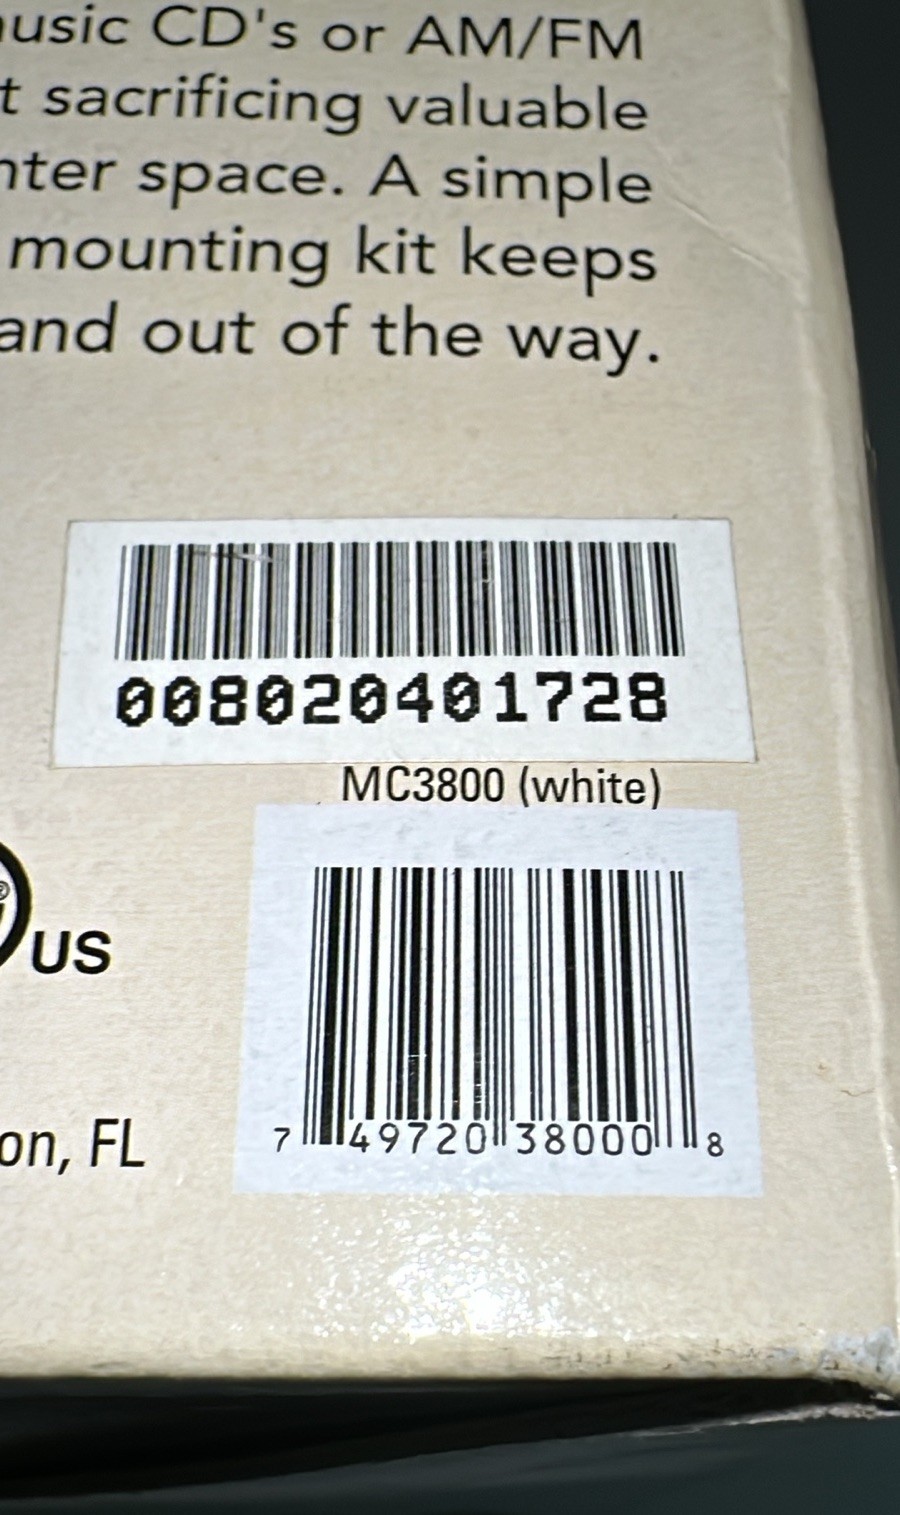 music CD's or AM/FM
t sacrificing valuable
nter space. A simple
mounting kit keeps
and out of the way.
008020401728
MC3800 (white)
®
US
7 49720 38000 8
on, FL